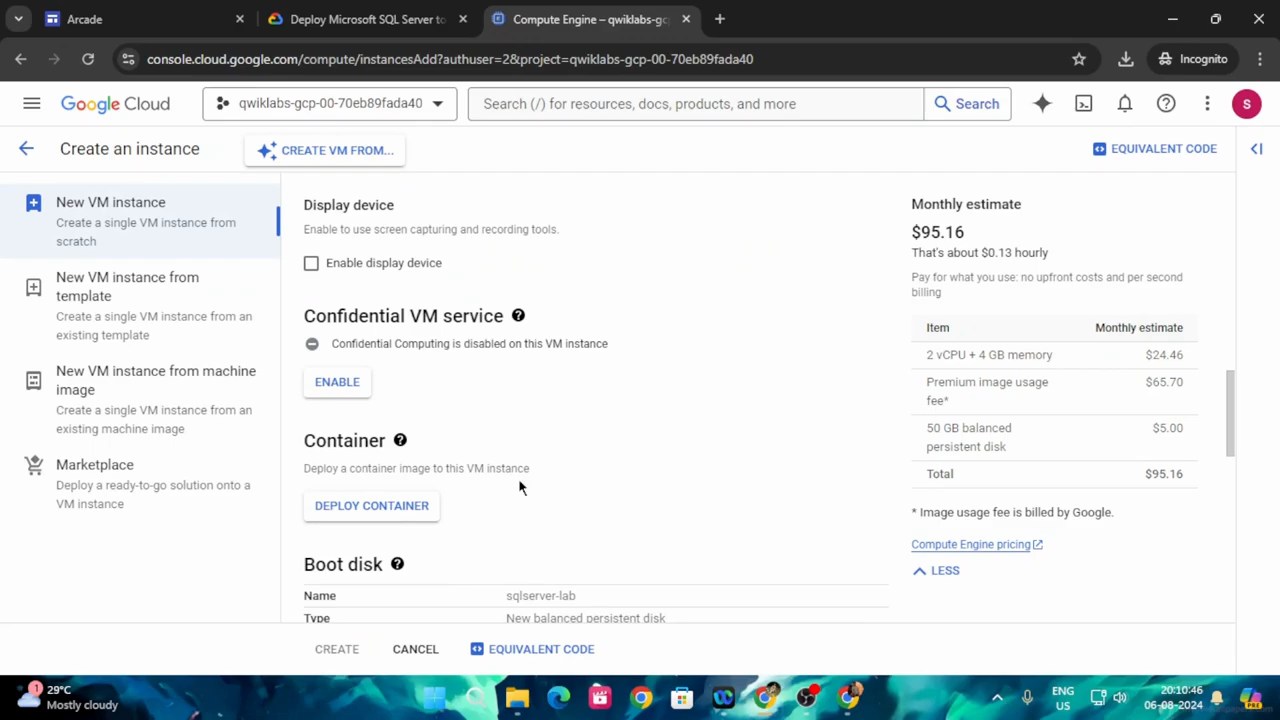 Arcade
Deploy Microsoft SQL Server to
Compute Engine – qwiklabs-gc
console.cloud.google.com/compute/instancesAdd?authuser=2&project=qwiklabs-gcp-00-70eb89fada40
Incognito
Google Cloud
qwiklabs-gcp-00-70eb89fada40
Search (/) for resources, docs, products, and more
Search
S
Create an instance
CREATE VM FROM...
EQUIVALENT CODE
New VM instance
Create a single VM instance from
scratch
New VM instance from
template
Create a single VM instance from an
existing template
New VM instance from machine
image
Create a single VM instance from an
existing machine image
Marketplace
Deploy a ready-to-go solution onto a
VM instance
Display device
Enable to use screen capturing and recording tools.
Enable display device
Confidential VM service
Confidential Computing is disabled on this VM instance
ENABLE
Container
Deploy a container image to this VM instance
DEPLOY CONTAINER
Boot disk
Name sqlserver-lab
Type New balanced persistent disk
CREATE
CANCEL
EQUIVALENT CODE
Monthly estimate
$95.16
That's about $0.13 hourly
Pay for what you use: no upfront costs and per second
billing
Item Monthly estimate
2 vCPU + 4 GB memory $24.46
Premium image usage $65.70
fee*
50 GB balanced $5.00
persistent disk
Total $95.16
* Image usage fee is billed by Google.
Compute Engine pricing
LESS
1
29°C
Mostly cloudy
ENG
US
20:10:46
06-08-2024
PRE